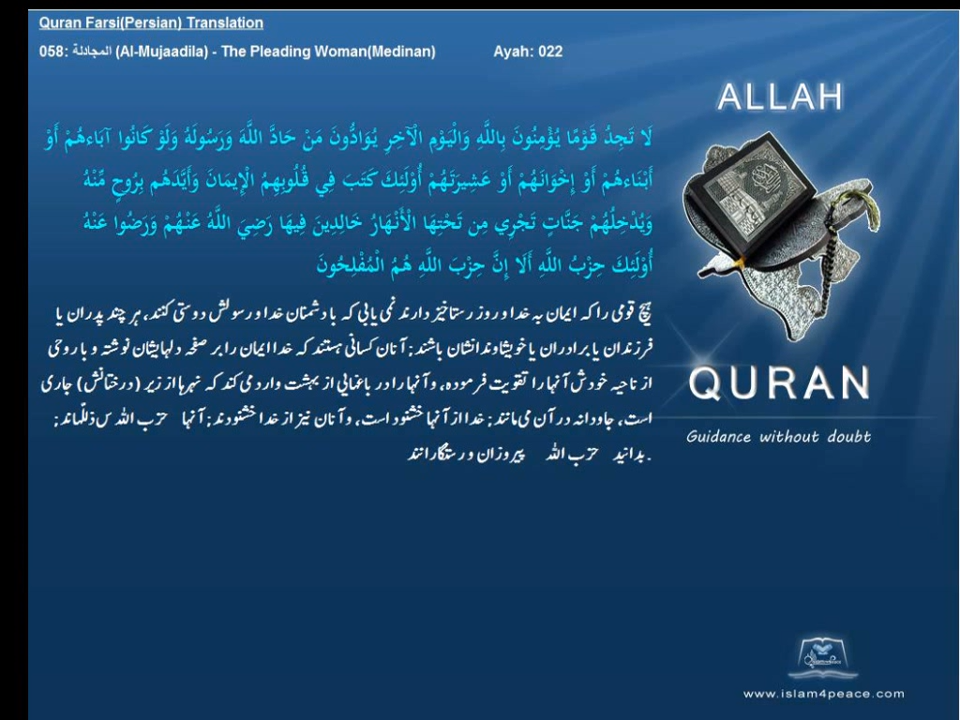 Quran Farsi(Persian) Translation
058: المجادلة (Al-Mujaadila) - The Pleading Woman(Medinan) Ayah: 022
ALLAH
لَا تَجِدُ قَوْمًا يُؤْمِنُونَ بِاللَّهِ وَالْيَوْمِ الْآخِرِ يُوَادُّونَ مَنْ حَادَّ اللَّهَ وَرَسُولَهُ وَلَوْ كَانُوا آبَاءهُمْ أَوْ
أَبْنَاءهُمْ أَوْ إِخْوَانَهُمْ أَوْ عَشِيرَتَهُمْ أُوْلَئِكَ كَتَبَ فِي قُلُوبِهِمُ الْإِيمَانَ وَأَيَّدَهُم بِرُوحٍ مِّنْهُ
وَيُدْخِلُهُمْ جَنَّاتٍ تَجْرِي مِن تَحْتِهَا الْأَنْهَارُ خَالِدِينَ فِيهَا رَضِيَ اللَّهُ عَنْهُمْ وَرَضُوا عَنْهُ
أُوْلَئِكَ حِزْبُ اللَّهِ أَلَا إِنَّ حِزْبَ اللَّهِ هُمُ الْمُفْلِحُونَ
هیچ قومی را که ایمان به خدا و روز رستاخیز دارند نمی یابی که با دشمنان خدا و رسولش دوستی کنند، هر چند پدران یا
فرزندان یا برادران یا خویشاوندانشان باشند; آنان کسانی هستند که خدا ایمان را بر صفحه دلهایشان نوشته و با روحی
از ناحیه خودش آنها را تقویت فرموده، و آنها را در باغهایی از بهشت وارد می کند که نهرها از زیر (درختانش) جاری
است، جاودانه در آن می مانند; خدا از آنها خشنود است، و آنان نیز از خدا خشنودند; آنها حزب الله
.بدانید حزب الله پیروزان و رستگارانند
QURAN
Guidance without doubt
www.islam4peace.com